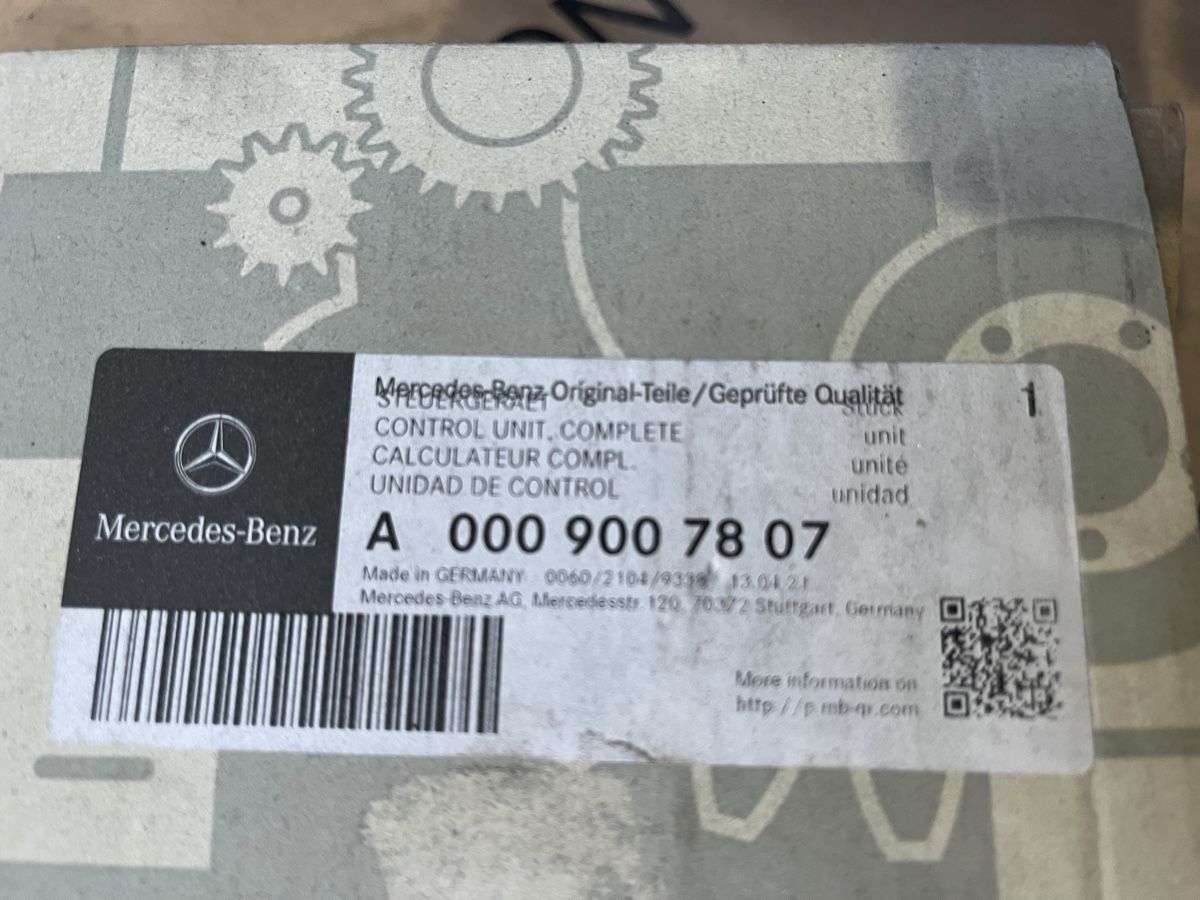 ON
Mercedes-Benz
Mercedes-Benz Original-Teile/Geprüfte Qualität 1
STEUERGERAET Stück
CONTROL UNIT, COMPLETE unit
CALCULATEUR COMPL. unité
UNIDAD DE CONTROL unidad
A 000 900 78 07
Made in GERMANY 0060/2104/9338 13.04.21
Mercedes-Benz AG, Mercedesstr. 120, 70372 Stuttgart, Germany
More information on
http://p.mb-qr.com